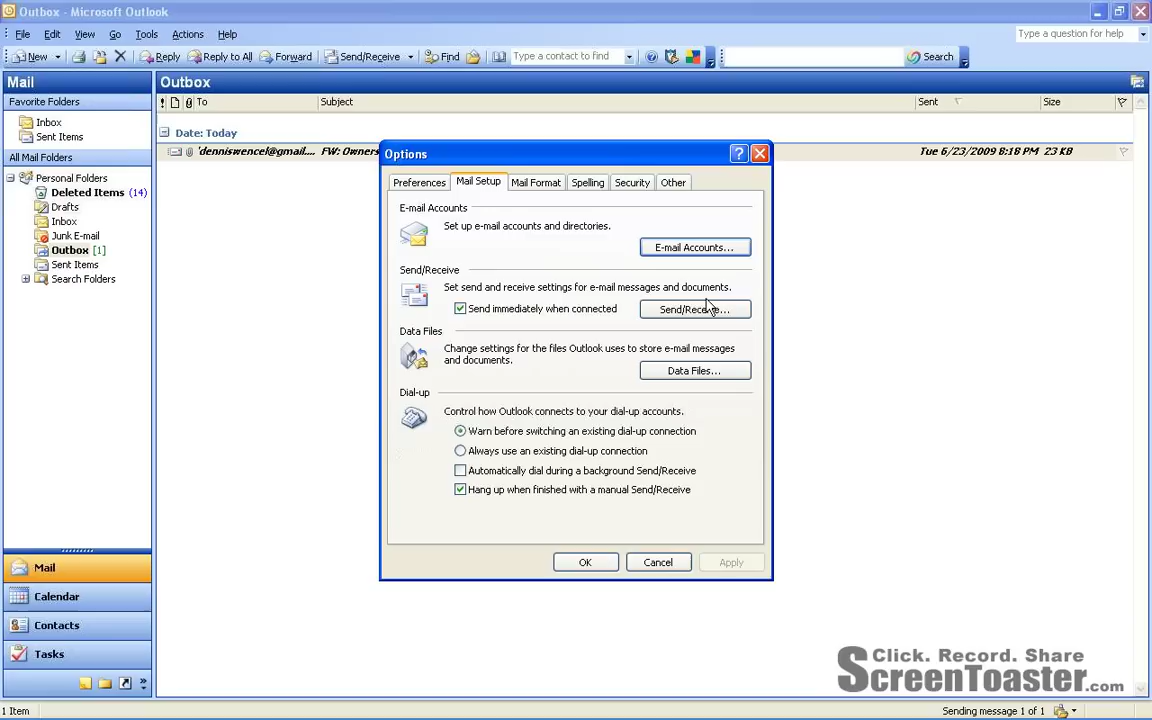 Outbox - Microsoft Outlook
File Edit View Go Tools Actions Help
Type a question for help
New Reply Reply to All Forward Send/Receive Find Type a contact to find Search
Mail
Outbox
Favorite Folders
! To Subject Sent Size
Inbox
Sent Items
Date: Today
All Mail Folders
'denniswencel@gmail.... FW: Owners Tue 6/23/2009 8:18 PM 23 KB
Personal Folders
Deleted Items (14)
Drafts
Inbox
Junk E-mail
Outbox [1]
Sent Items
Search Folders
Options
Preferences Mail Setup Mail Format Spelling Security Other
E-mail Accounts
Set up e-mail accounts and directories.
E-mail Accounts...
Send/Receive
Set send and receive settings for e-mail messages and documents.
Send immediately when connected
Send/Receive...
Data Files
Change settings for the files Outlook uses to store e-mail messages
and documents.
Data Files...
Dial-up
Control how Outlook connects to your dial-up accounts.
Warn before switching an existing dial-up connection
Always use an existing dial-up connection
Automatically dial during a background Send/Receive
Hang up when finished with a manual Send/Receive
OK Cancel Apply
Mail
Calendar
Contacts
Tasks
Click. Record. Share
ScreenToaster.com
1 Item
Sending message 1 of 1